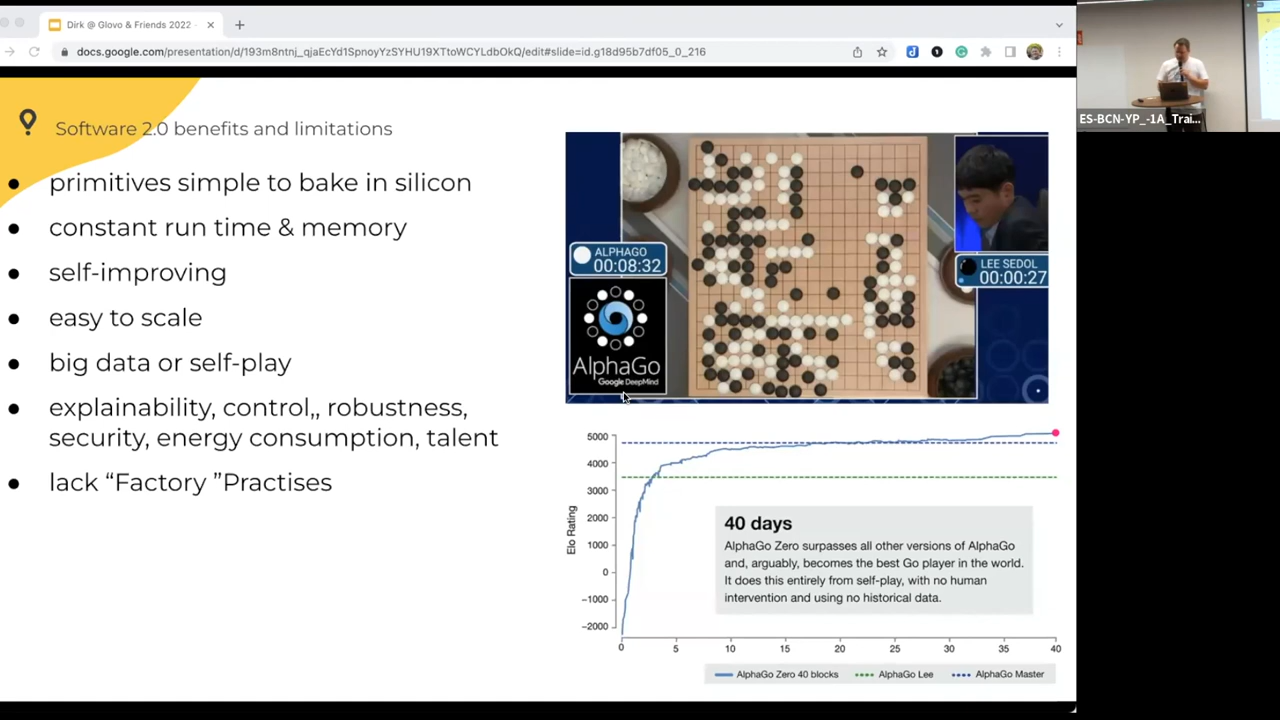 Dirk @ Glovo & Friends 2022
docs.google.com/presentation/d/193m8ntnj_qjaEcYd1SpnoyYzSYHU19XTtoWCYLdbOkQ/edit#slide=id.g18d95b7df05_0_216
ES-BCN-YP_-1A_Trai...
Software 2.0 benefits and limitations
● primitives simple to bake in silicon
● constant run time & memory
● self-improving
● easy to scale
● big data or self-play
● explainability, control,, robustness,
security, energy consumption, talent
● lack “Factory ”Practises
ALPHAGO
00:08:32
LEE SEDOL
00:00:27
AlphaGo
Google DeepMind
5000
4000
3000
2000
1000
0
−1000
−2000
Elo Rating
40 days
AlphaGo Zero surpasses all other versions of AlphaGo
and, arguably, becomes the best Go player in the world.
It does this entirely from self-play, with no human
intervention and using no historical data.
0 5 10 15 20 25 30 35 40
AlphaGo Zero 40 blocks AlphaGo Lee AlphaGo Master